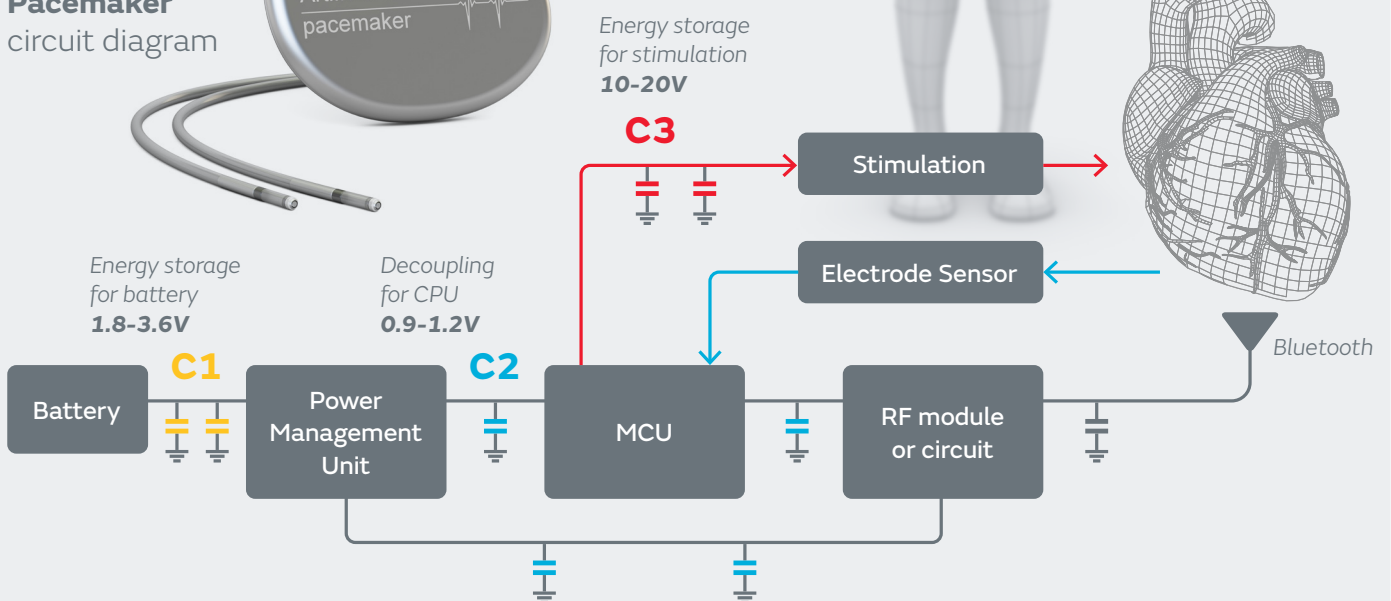 Pacemaker
circuit diagram
pacemaker
Energy storage
for stimulation
10-20V
C3
Stimulation
Electrode Sensor
Energy storage
for battery
1.8-3.6V
Decoupling
for CPU
0.9-1.2V
C1
C2
Battery
Power
Management
Unit
MCU
RF module
or circuit
Bluetooth